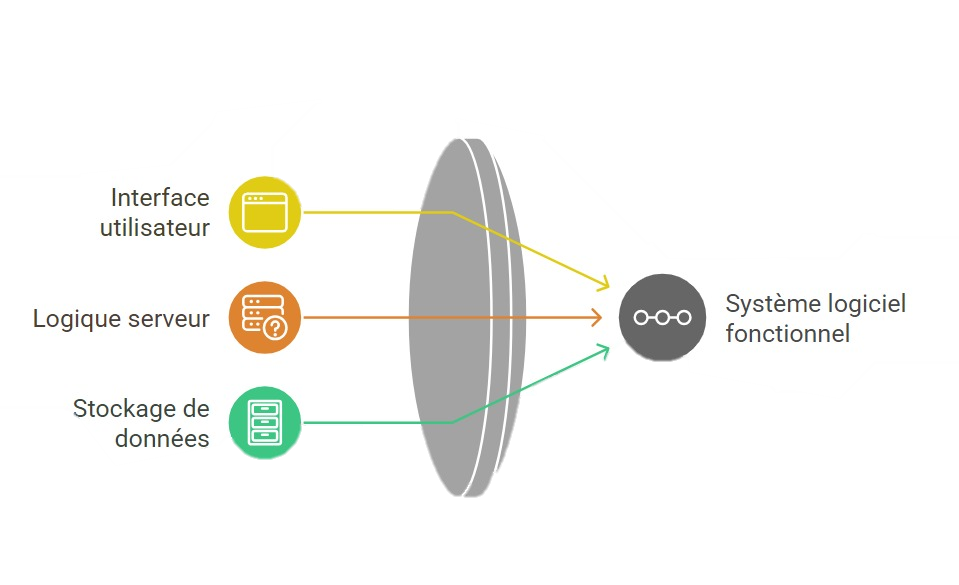 Interface
utilisateur
Logique serveur
Stockage de
données
Système logiciel
fonctionnel